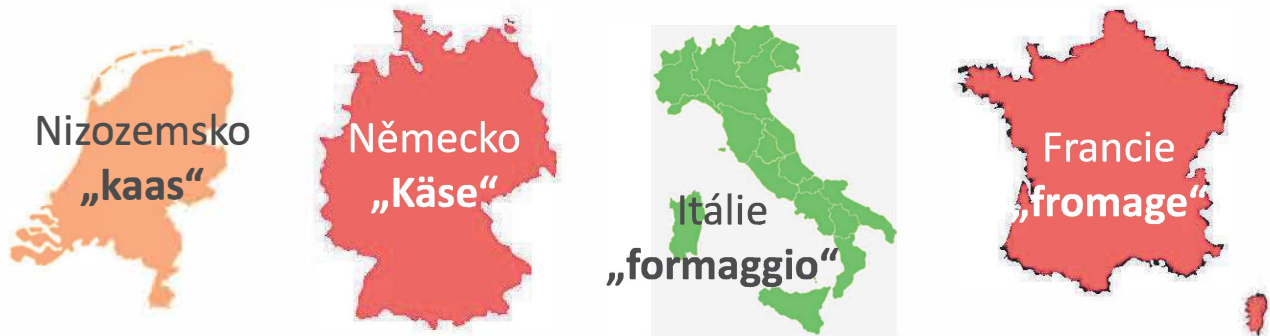 Nizozemsko
„kaas“
Německo
„Käse“
Itálie
„formaggio“
Francie
„fromage“